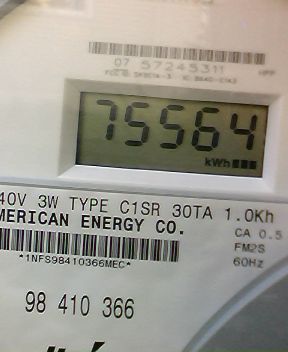 07 57245311
75564
kWh
40V 3W TYPE C1SR 30TA 1.0Kh
MERICAN ENERGY CO.
CA 0.5
FM2S
60Hz
*1NFS98410366MEC*
98 410 366